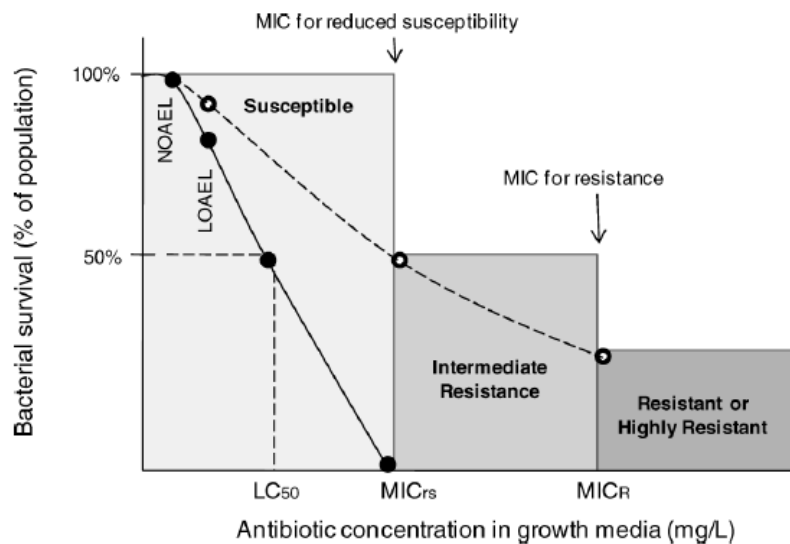 MIC for reduced susceptibility
100%
Susceptible
NOAEL
LOAEL
MIC for resistance
50%
Bacterial survival (% of population)
Intermediate
Resistance
Resistant or
Highly Resistant
LC50
MICrs
MICR
Antibiotic concentration in growth media (mg/L)